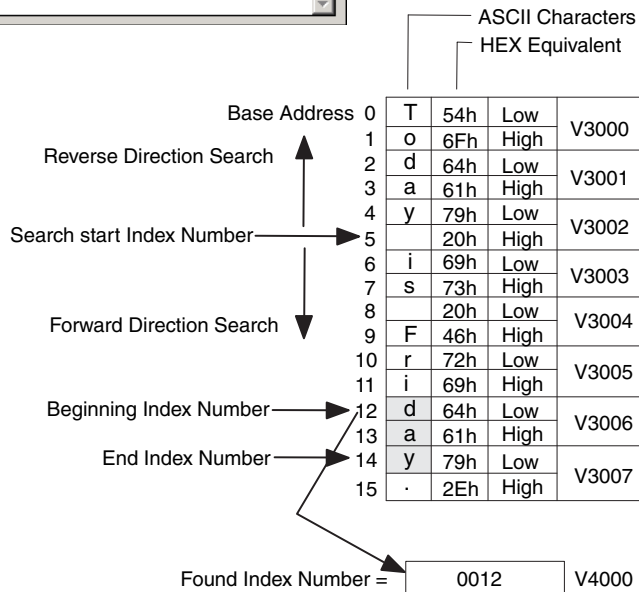 ASCII Characters
HEX Equivalent
Base Address 0 T 54h Low V3000
1 o 6Fh High
Reverse Direction Search
2 d 64h Low V3001
3 a 61h High
4 y 79h Low V3002
Search start Index Number 5 20h High
6 i 69h Low V3003
7 s 73h High
8 20h Low V3004
Forward Direction Search
9 F 46h High
10 r 72h Low V3005
11 i 69h High
Beginning Index Number 12 d 64h Low V3006
13 a 61h High
End Index Number 14 y 79h Low V3007
15 . 2Eh High
Found Index Number = 0012 V4000